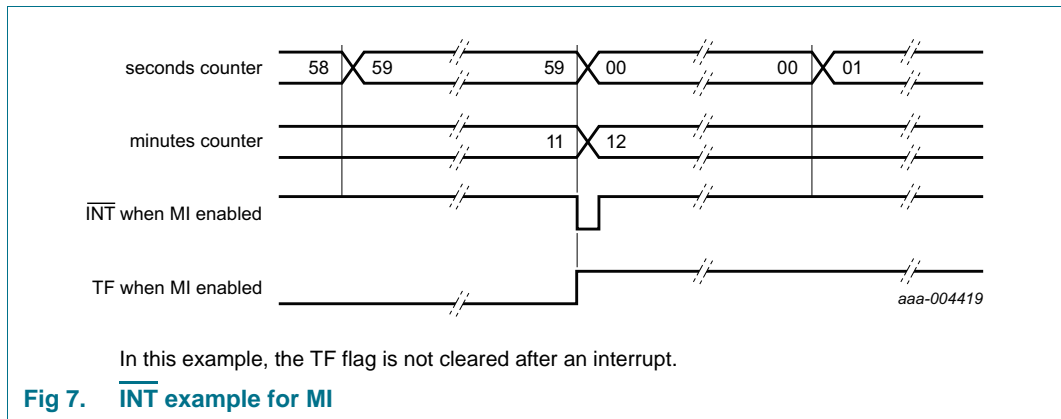 seconds counter 58 59 59 00 00 01
minutes counter 11 12
INT when MI enabled
TF when MI enabled
aaa-004419
In this example, the TF flag is not cleared after an interrupt.
Fig 7. INT example for MI